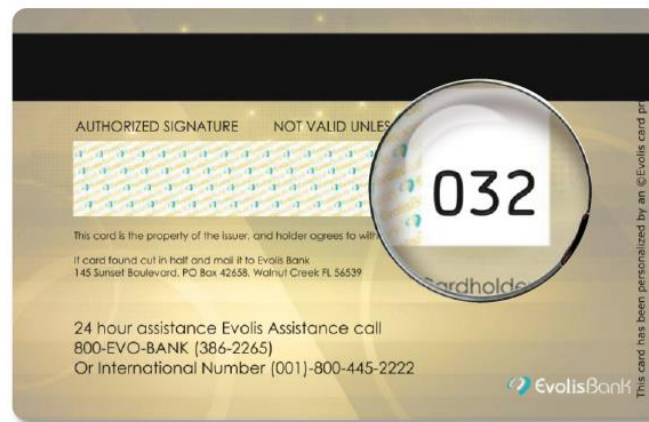 AUTHORIZED SIGNATURE NOT VALID UNLES
032
This card is the property of the issuer, and holder agrees to with
Cardholde
If card found cut in half and mail it to Evolis Bank
145 Sunset Boulevard, PO Box 42658, Walnut Creek FL 56539
24 hour assistance Evolis Assistance call
800-EVO-BANK (386-2265)
Or International Number (001)-800-445-2222
EvolisBank
This card has been personalized by an ©Evolis card pr